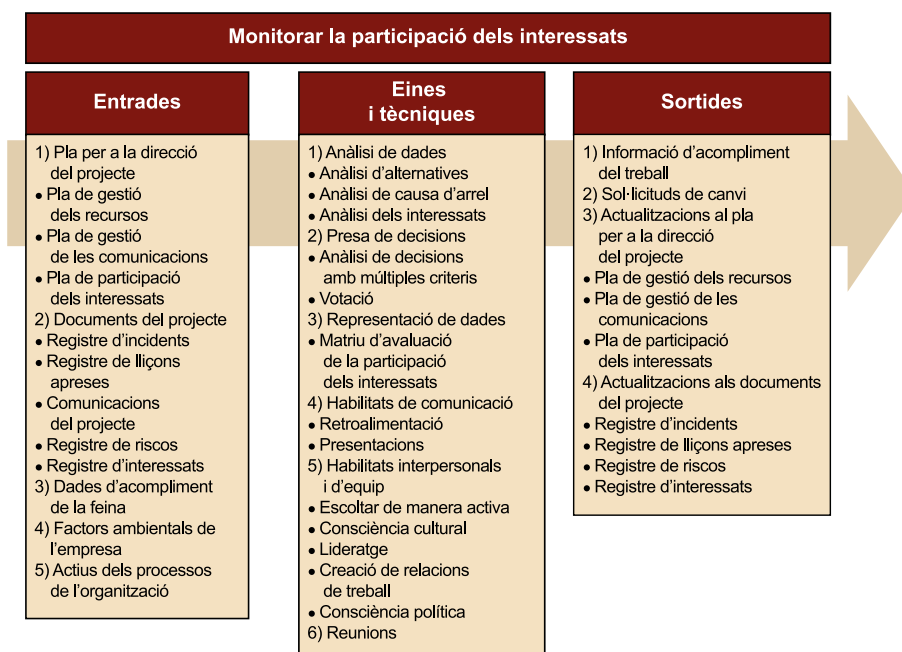 Monitorar la participació dels interessats
Entrades
1) Pla per a la direcció
del projecte
• Pla de gestió
dels recursos
• Pla de gestió
de les comunicacions
• Pla de participació
dels interessats
2) Documents del projecte
• Registre d’incidents
• Registre de lliçons
apreses
• Comunicacions
del projecte
• Registre de riscos
• Registre d’interessats
3) Dades d’acompliment
de la feina
4) Factors ambientals de
l’empresa
5) Actius dels processos
de l’organització
Eines
i tècniques
1) Anàlisi de dades
• Anàlisi d’alternatives
• Anàlisi de causa d’arrel
• Anàlisi dels interessats
2) Presa de decisions
• Anàlisi de decisions
amb múltiples criteris
• Votació
3) Representació de dades
• Matriu d’avaluació
de la participació
dels interessats
4) Habilitats de comunicació
• Retroalimentació
• Presentacions
5) Habilitats interpersonals
i d’equip
• Escoltar de manera activa
• Consciència cultural
• Lideratge
• Creació de relacions
de treball
• Consciència política
6) Reunions
Sortides
1) Informació d’acompliment
del treball
2) Sol·licituds de canvi
3) Actualitzacions al pla
per a la direcció
del projecte
• Pla de gestió dels recursos
• Pla de gestió de les
comunicacions
• Pla de participació
dels interessats
4) Actualitzacions als documents
del projecte
• Registre d’incidents
• Registre de lliçons apreses
• Registre de riscos
• Registre d’interessats